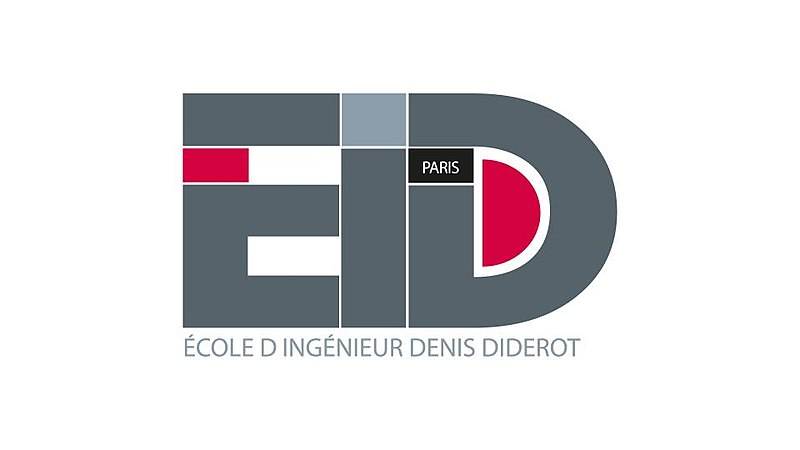 EID
PARIS
ÉCOLE D INGÉNIEUR DENIS DIDEROT